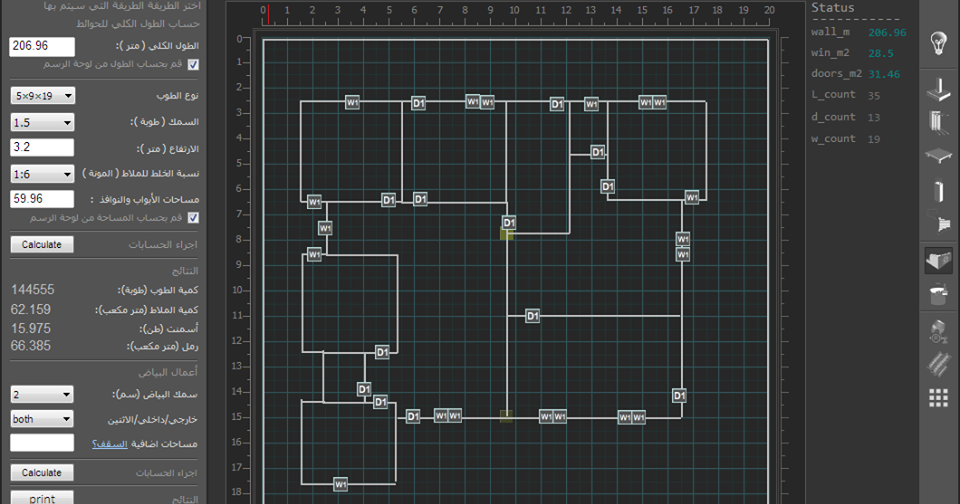 اختر الطريقة الطريقة التي سيتم بها
حساب الطول الكلي للحوائط
الطول الكلي ( متر ): 206.96
قم بحساب الطول من لوحة الرسم
نوع الطوب 5×9×19
السمك ( طوبة ): 1.5
الارتفاع ( متر ): 3.2
نسبة الخلط للملاط ( المونة ) 1:6
مساحات الأبواب والنوافذ : 59.96
قم بحساب المساحة من لوحة الرسم
اجراء الحسابات Calculate
النتائج
كمية الطوب (طوبة): 144555
كمية الملاط (متر مكعب): 62.159
أسمنت (طن): 15.975
رمل (متر مكعب): 66.385
أعمال البياض
سمك البياض (سم): 2
خارجي/داخلي/الاثنين both
مساحات اضافية السقف؟
اجراء الحسابات Calculate
النتائج print
0 1 2 3 4 5 6 7 8 9 10 11 12 13 14 15 16 17 18 19 20
0
1
2
3
4
5
6
7
8
9
10
11
12
13
14
15
16
17
18
W1 D1 W1 W1 D1 W1 W1 W1
D1
D1
W1 D1 D1 W1
W1 D1
W1
W1 W1
D1
D1
D1
D1 D1
D1 W1 W1 W1 W1 W1 W1
W1
Status
----------
wall_m 206.96
win_m2 28.5
doors_m2 31.46
L_count 35
d_count 13
w_count 19